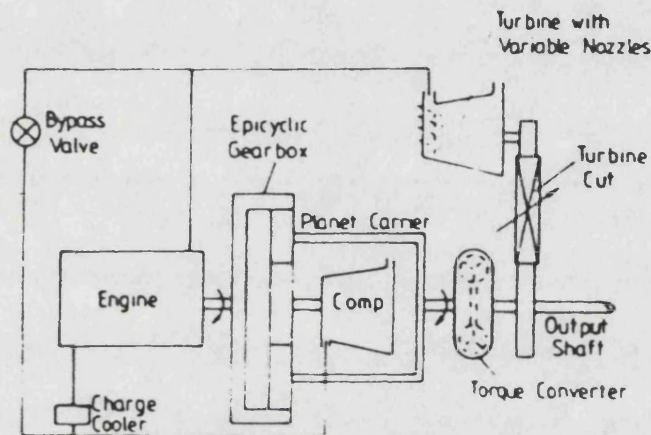 Turbine with
Variable Nozzles
Bypass
Valve
Epicyclic
Gearbox
Turbine
Cut
Planet Carrier
Engine
Comp
Output
Shaft
Torque Converter
Charge
Cooler